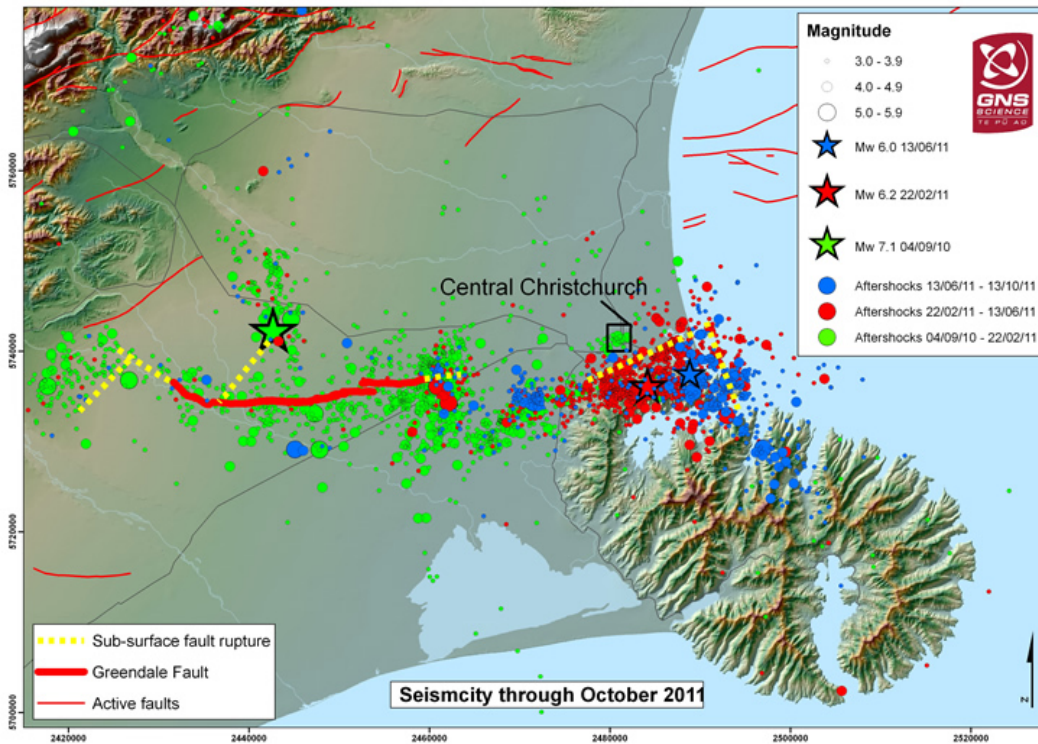 Magnitude
3.0 - 3.9
4.0 - 4.9
5.0 - 5.9
Mw 6.0 13/06/11
Mw 6.2 22/02/11
Mw 7.1 04/09/10
Aftershocks 13/06/11 - 13/10/11
Aftershocks 22/02/11 - 13/06/11
Aftershocks 04/09/10 - 22/02/11
GNS
SCIENCE
TE PŪ AO
Central Christchurch
Sub-surface fault rupture
Greendale Fault
Active faults
Seismcity through October 2011
N
5760000
5740000
5720000
5700000
2420000
2440000
2460000
2480000
2500000
2520000